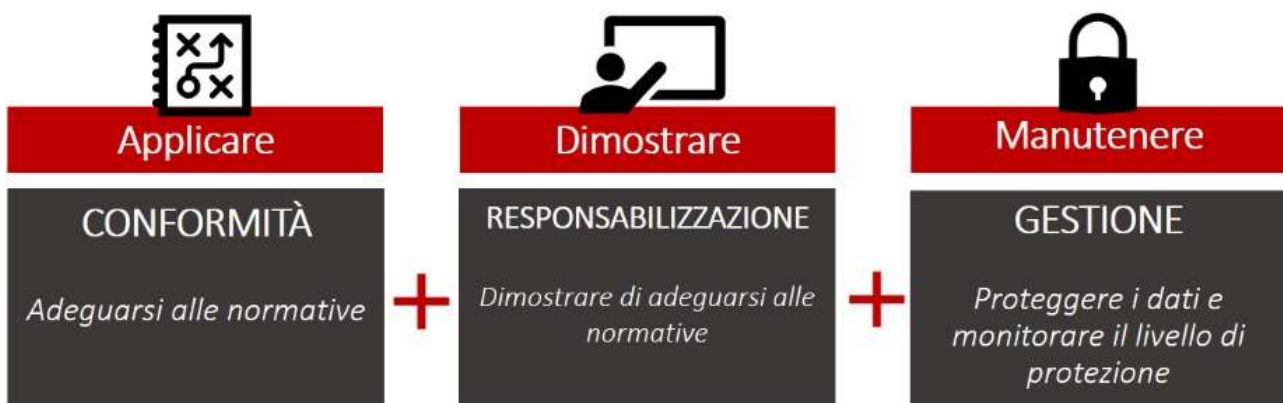 Applicare
CONFORMITÀ
Adeguarsi alle normative
+
Dimostrare
RESPONSABILIZZAZIONE
Dimostrare di adeguarsi alle
normative
+
Manutenere
GESTIONE
Proteggere i dati e
monitorare il livello di
protezione